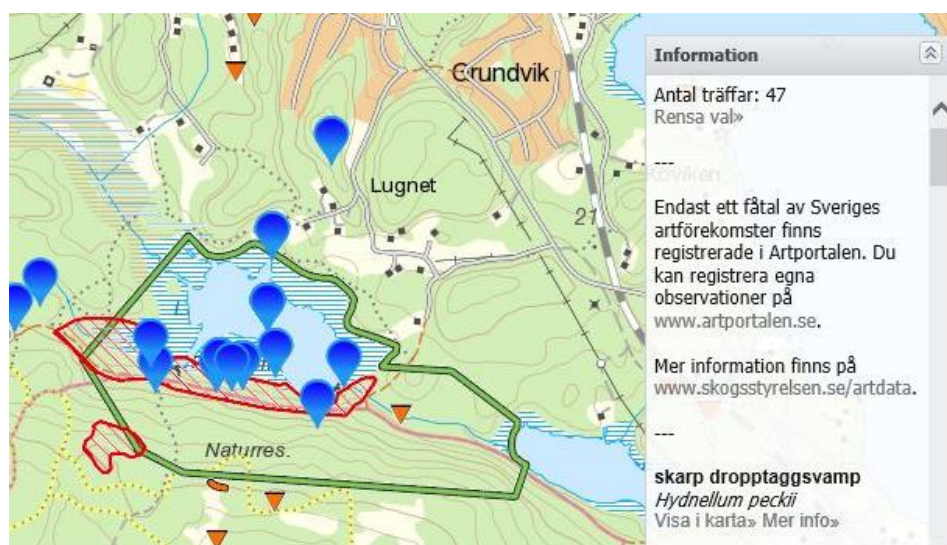 Grundvik
Lugnet
21
Naturres.
Information
Antal träffar: 47
Rensa val»
---
Koviken
Endast ett fåtal av Sveriges
artförekomster finns
registrerade i Artportalen. Du
kan registrera egna
observationer på
www.artportalen.se.
Mer information finns på
www.skogsstyrelsen.se/artdata.
---
skarp dropptaggsvamp
Hydnellum peckii
Visa i karta» Mer info»